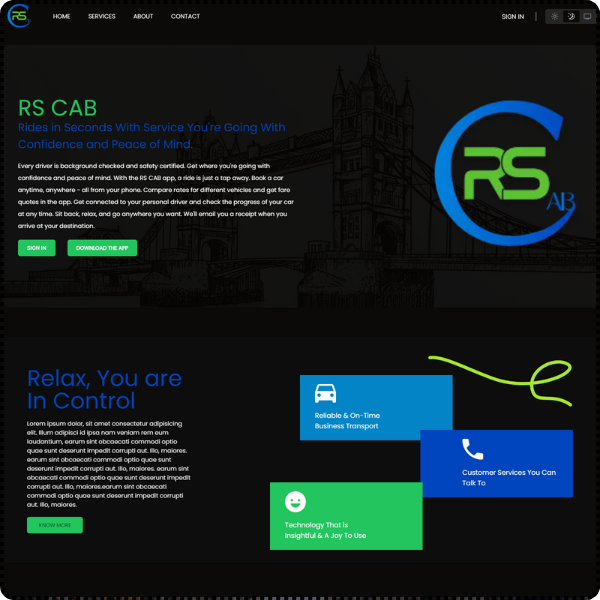 RS
HOME SERVICES ABOUT CONTACT SIGN IN
RS CAB
Rides in Seconds With Service You're Going With
Confidence and Peace of Mind.
Every driver is background checked and safety certified. Get where you're going with
confidence and peace of mind. With the RS CAB app, a ride is just a tap away. Book a car
anytime, anywhere - all from your phone. Compare rates for different vehicles and get fare
quotes in the app. Get connected to your personal driver and check the progress of your car
at any time. Sit back, relax, and go anywhere you want. We'll email you a receipt when you
arrive at your destination.
SIGN IN DOWNLOAD THE APP
RS
AB
Relax, You are
In Control
Lorem ipsum dolor, sit amet consectetur adipisicing
elit. Illum adipisci id ipsa nam veniam rem eum
laudantium, earum sint obcaecati commodi optio
quae sunt deserunt impedit corrupti aut. Illo, maiores.
earum sint obcaecati commodi optio quae sunt
deserunt impedit corrupti aut. Illo, maiores. earum sint
obcaecati commodi optio quae sunt deserunt impedit
corrupti aut. Illo, maiores.earum sint obcaecati
commodi optio quae sunt deserunt impedit corrupti
aut. Illo, maiores.
KNOW MORE
Reliable & On-Time
Business Transport
Customer Services You Can
Talk To
Technology That is
Insightful & A Joy To Use